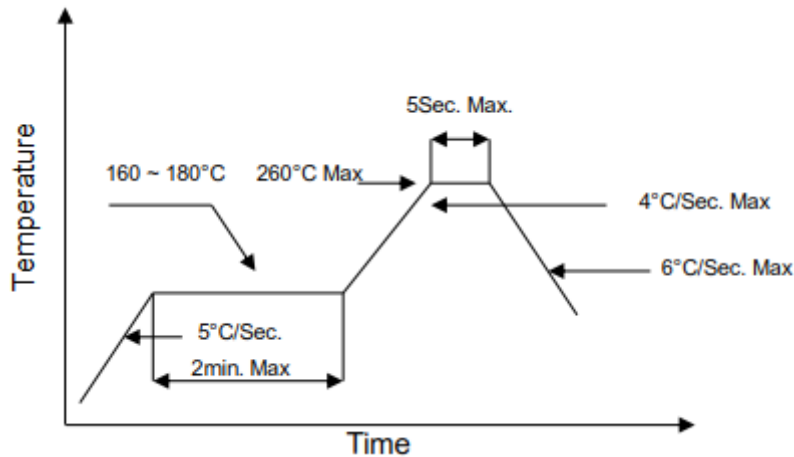 5Sec. Max.
160 ~ 180°C
260°C Max
4°C/Sec. Max
6°C/Sec. Max
5°C/Sec.
2min. Max
Temperature
Time